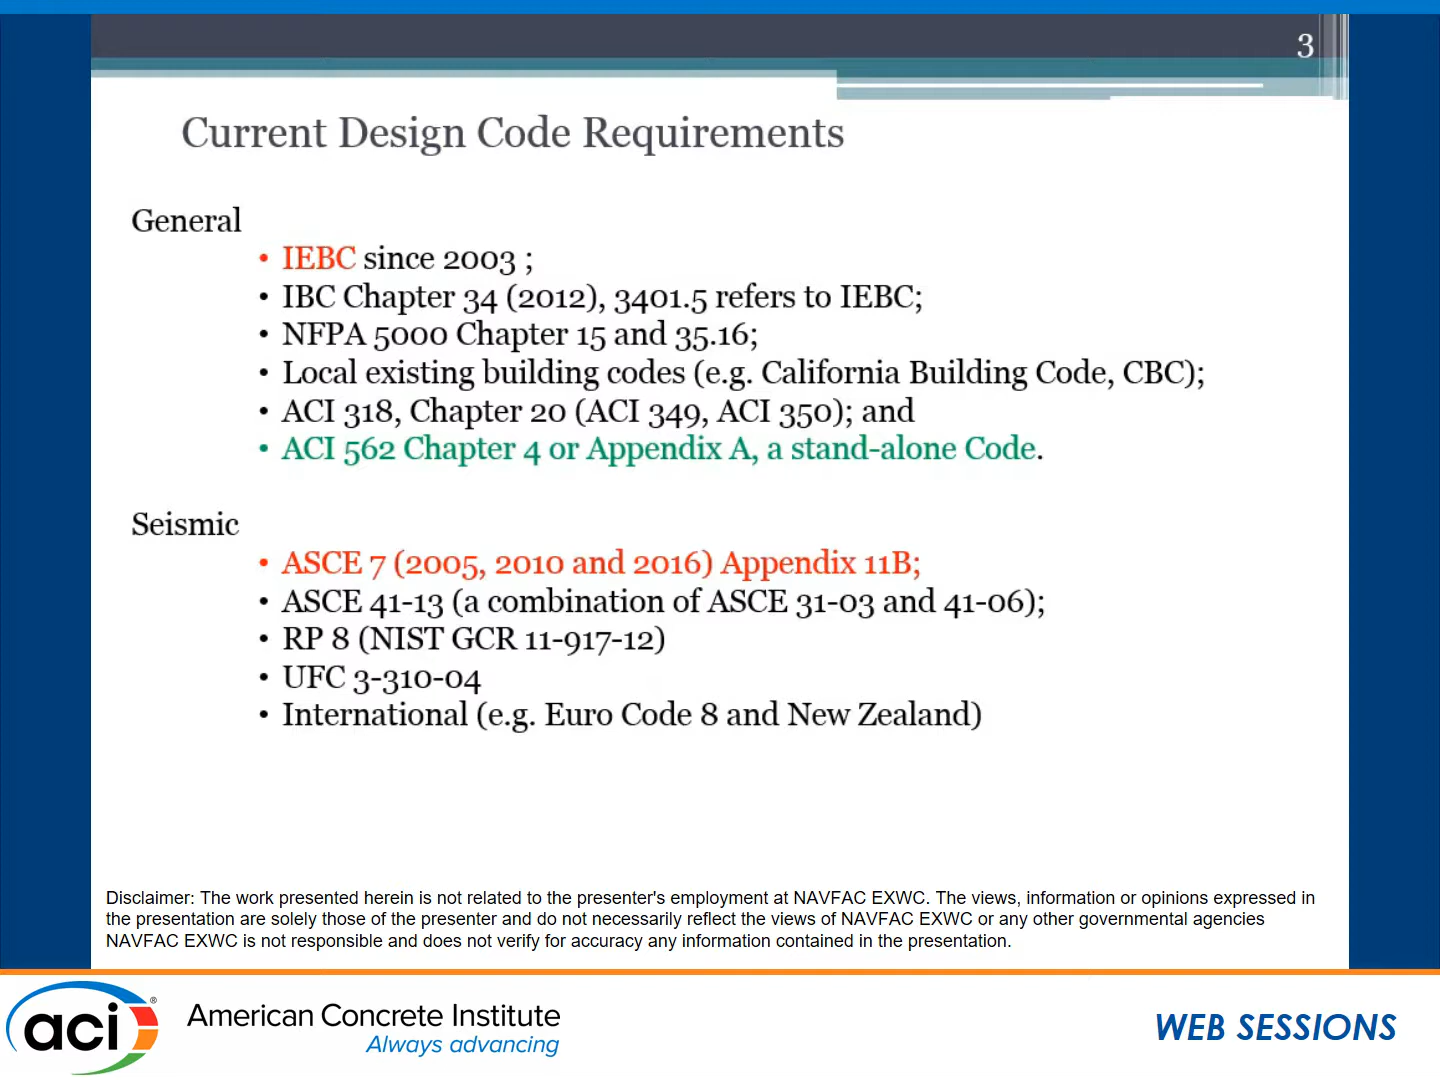 3
Current Design Code Requirements
General
• IEBC since 2003 ;
• IBC Chapter 34 (2012), 3401.5 refers to IEBC;
• NFPA 5000 Chapter 15 and 35.16;
• Local existing building codes (e.g. California Building Code, CBC);
• ACI 318, Chapter 20 (ACI 349, ACI 350); and
• ACI 562 Chapter 4 or Appendix A, a stand-alone Code.
Seismic
• ASCE 7 (2005, 2010 and 2016) Appendix 11B;
• ASCE 41-13 (a combination of ASCE 31-03 and 41-06);
• RP 8 (NIST GCR 11-917-12)
• UFC 3-310-04
• International (e.g. Euro Code 8 and New Zealand)
Disclaimer: The work presented herein is not related to the presenter's employment at NAVFAC EXWC. The views, information or opinions expressed in
the presentation are solely those of the presenter and do not necessarily reflect the views of NAVFAC EXWC or any other governmental agencies
NAVFAC EXWC is not responsible and does not verify for accuracy any information contained in the presentation.
aci®
American Concrete Institute
Always advancing
WEB SESSIONS